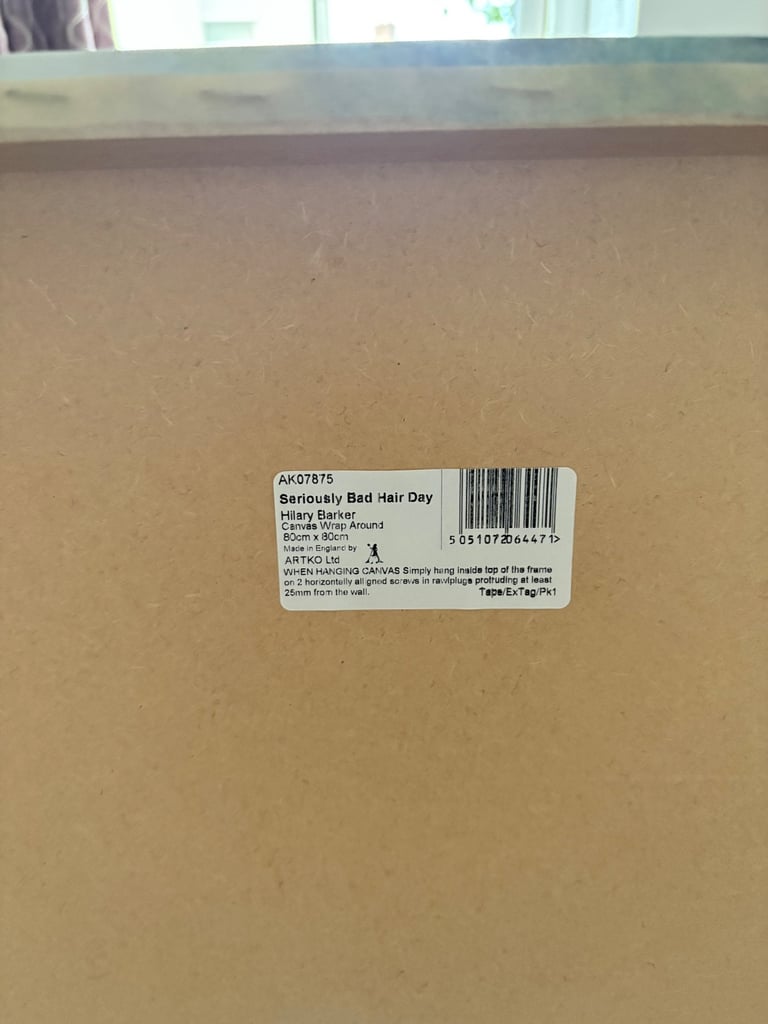 AK07875
Seriously Bad Hair Day
Hilary Barker
Canvas Wrap Around
80cm x 80cm
Made in England by
ARTKO Ltd
5 051072 064471>
WHEN HANGING CANVAS Simply hang inside top of the frame
on 2 horizontally aligned screws in rawlplugs protruding at least
25mm from the wall. Tape/ExTag/Pk1